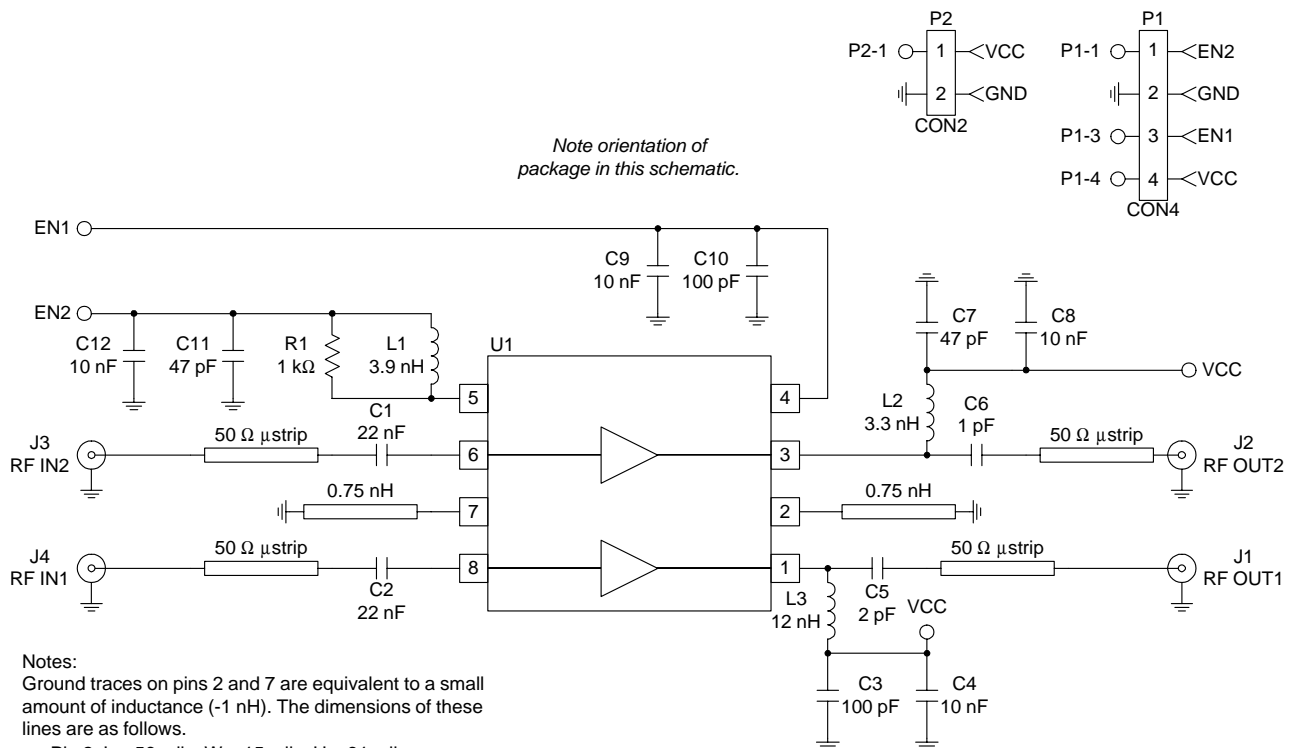 P2
P2-1
1
VCC
2
GND
CON2
P1
P1-1
1
EN2
2
GND
P1-3
3
EN1
P1-4
4
VCC
CON4
Note orientation of
package in this schematic.
EN1
C9
10 nF
C10
100 pF
EN2
C12
10 nF
C11
47 pF
R1
1 kΩ
L1
3.9 nH
U1
C7
47 pF
C8
10 nF
VCC
5
4
L2
3.3 nH
C6
1 pF
J3
RF IN2
50 Ω μstrip
C1
22 nF
6
3
50 Ω μstrip
J2
RF OUT2
0.75 nH
7
2
0.75 nH
J4
RF IN1
50 Ω μstrip
C2
22 nF
8
1
C5
2 pF
50 Ω μstrip
J1
RF OUT1
L3
12 nH
VCC
C3
100 pF
C4
10 nF
Notes:
Ground traces on pins 2 and 7 are equivalent to a small
amount of inductance (-1 nH). The dimensions of these
lines are as follows.